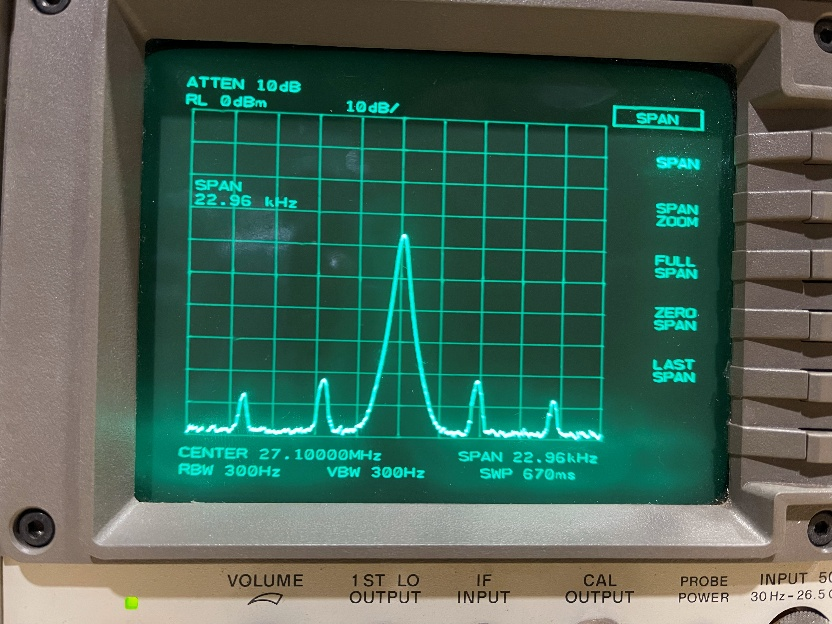 ATTEN 10dB
RL 0dBm 10dB/
SPAN
SPAN
SPAN
22.96 kHz
SPAN
ZOOM
FULL
SPAN
ZERO
SPAN
LAST
SPAN
CENTER 27.10000MHz SPAN 22.96kHz
RBW 300Hz VBW 300Hz SWP 670ms
VOLUME
1ST LO
OUTPUT
IF
INPUT
CAL
OUTPUT
PROBE
POWER
INPUT 50
30Hz-26.5G